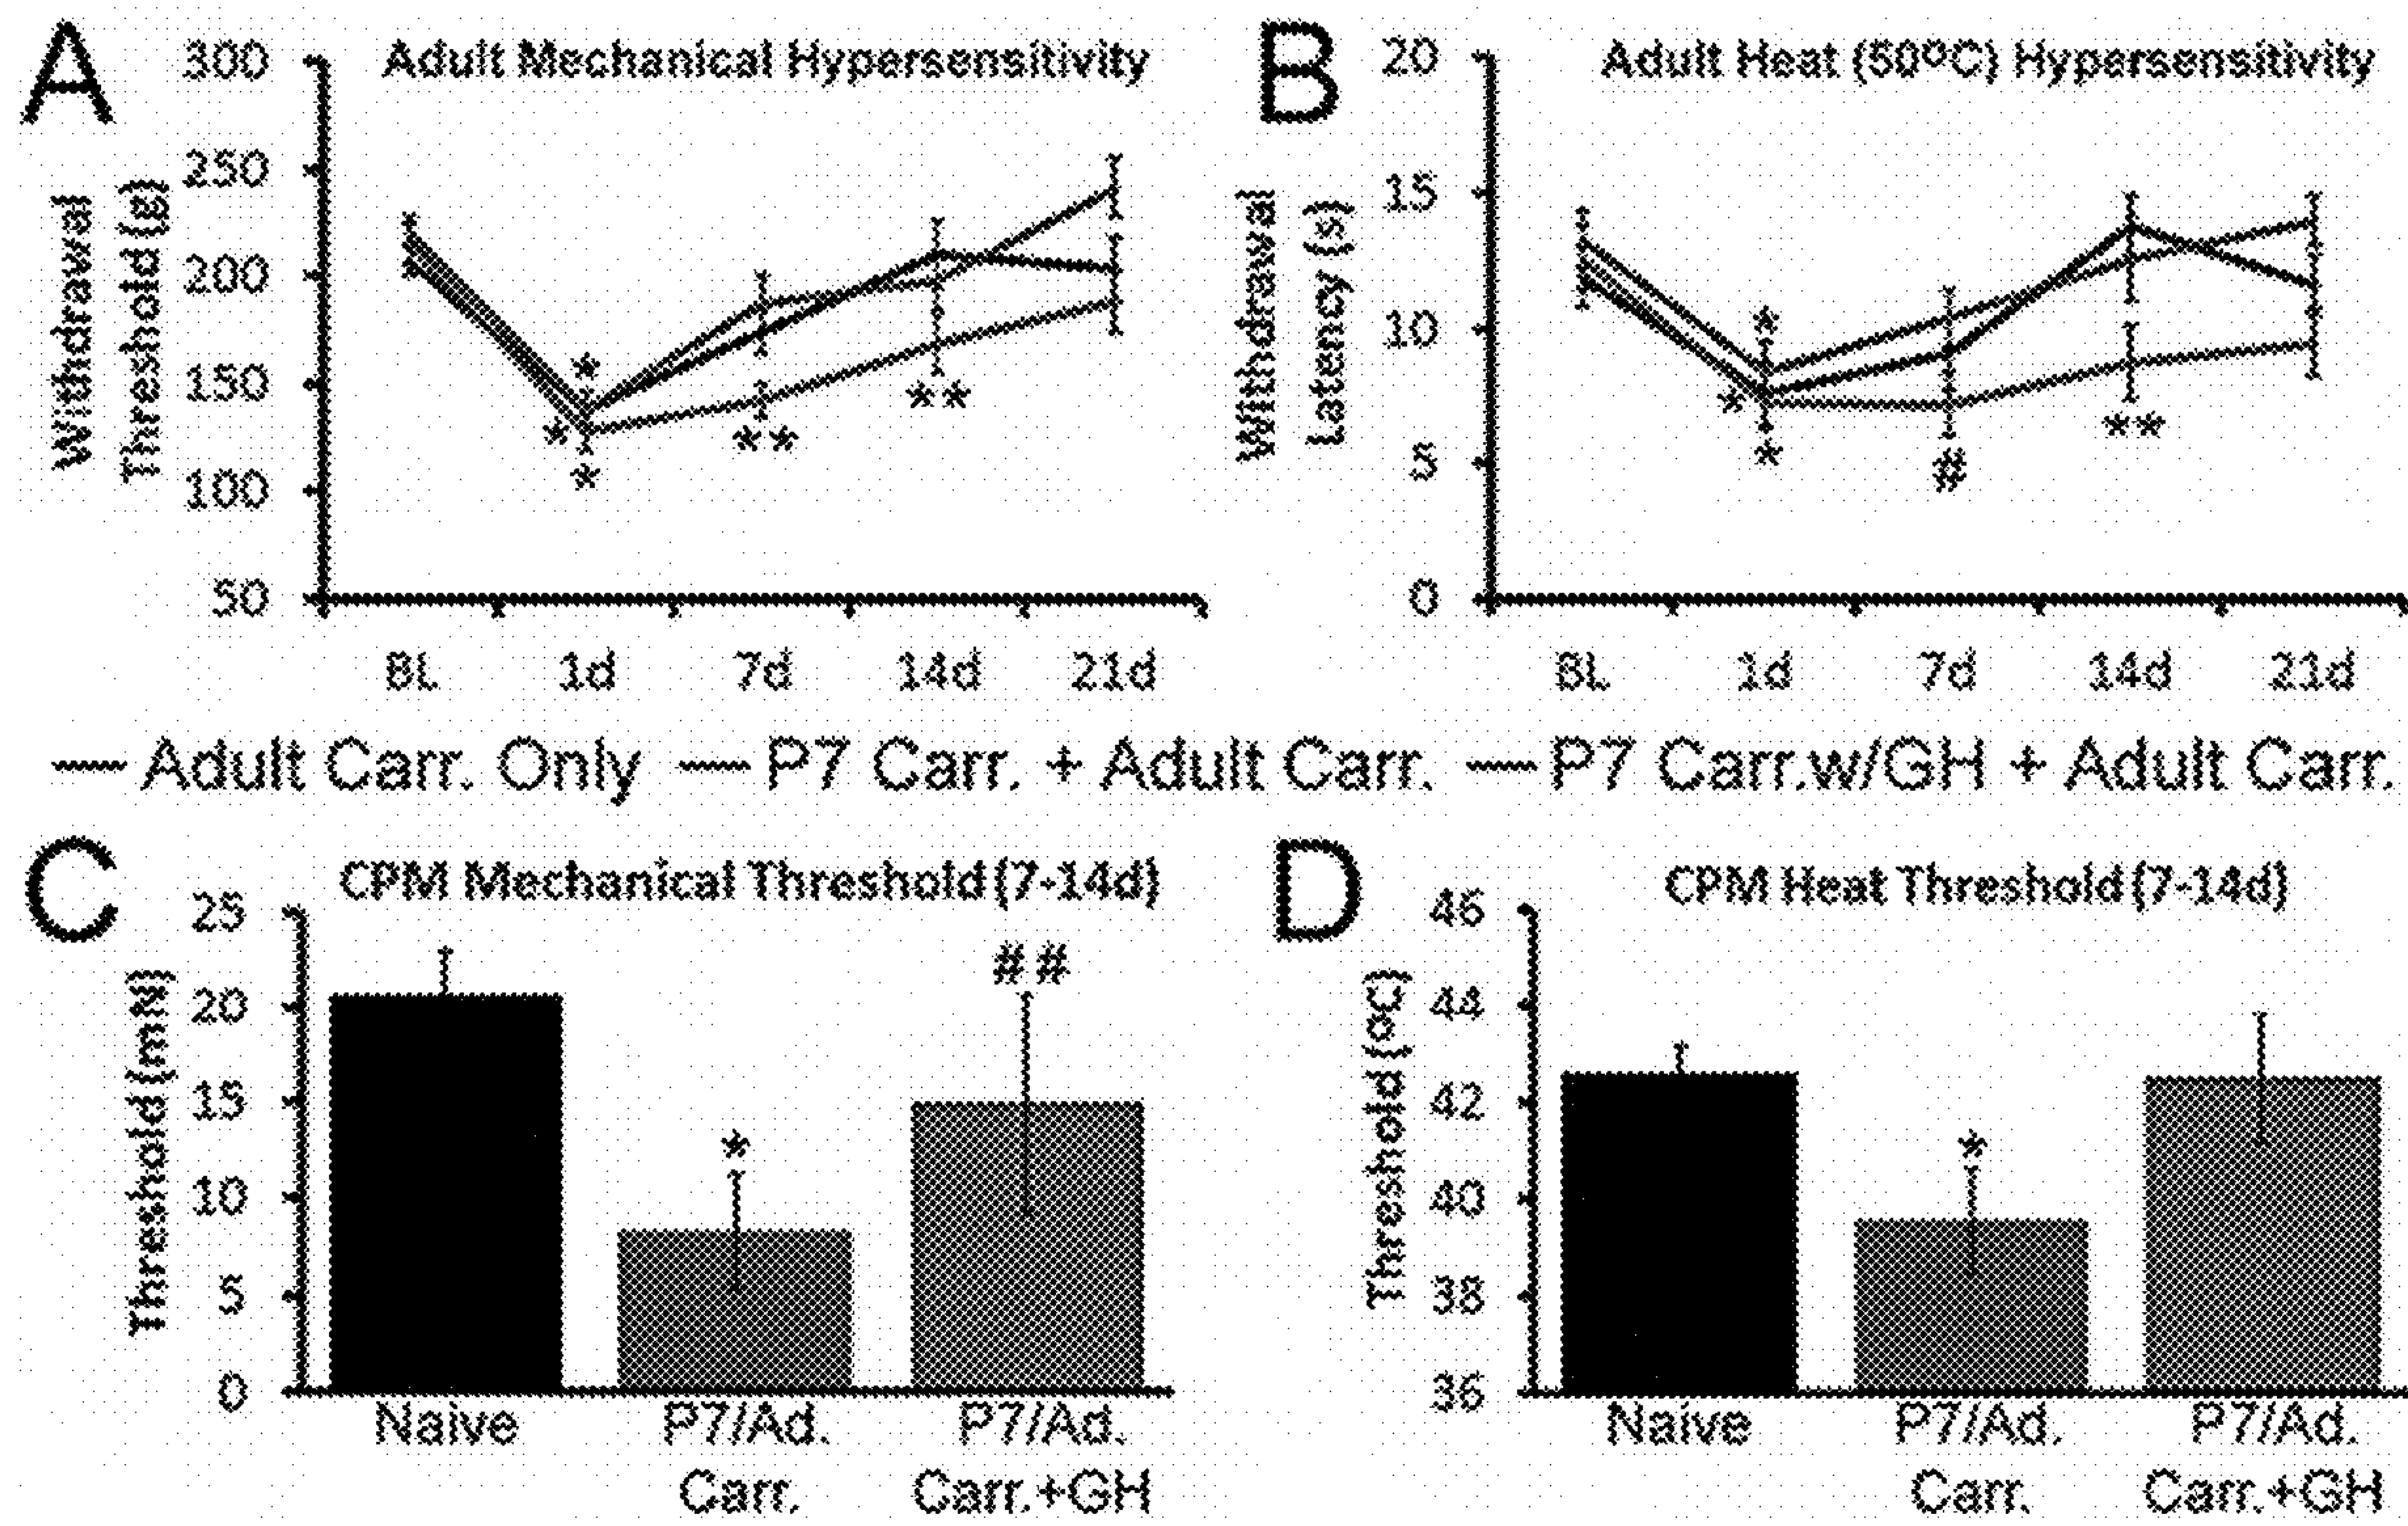 A
Adult Mechanical Hypersensitivity
Withdrawal
Threshold (g)
300
250
200
150
100
50
*
*
*
**
**
BL 1d 7d 14d 21d
B
Adult Heat (50ºC) Hypersensitivity
Withdraval
Latency (s)
20
15
10
5
0
*
*
*
#
**
BL 1d 7d 14d 21d
Adult Carr. Only P7 Carr. + Adult Carr. P7 Carr.w/GH + Adult Carr.
C
CPM Mechanical Threshold (7-14d)
Threshold (mN)
25
20
15
10
5
0
*
##
Naive P7/Ad. P7/Ad.
Carr. Carr.+GH
D
CPM Heat Threshold (7-14d)
Threshold (oC)
46
44
42
40
38
36
*
Naive P7/Ad. P7/Ad.
Carr. Carr.+GH